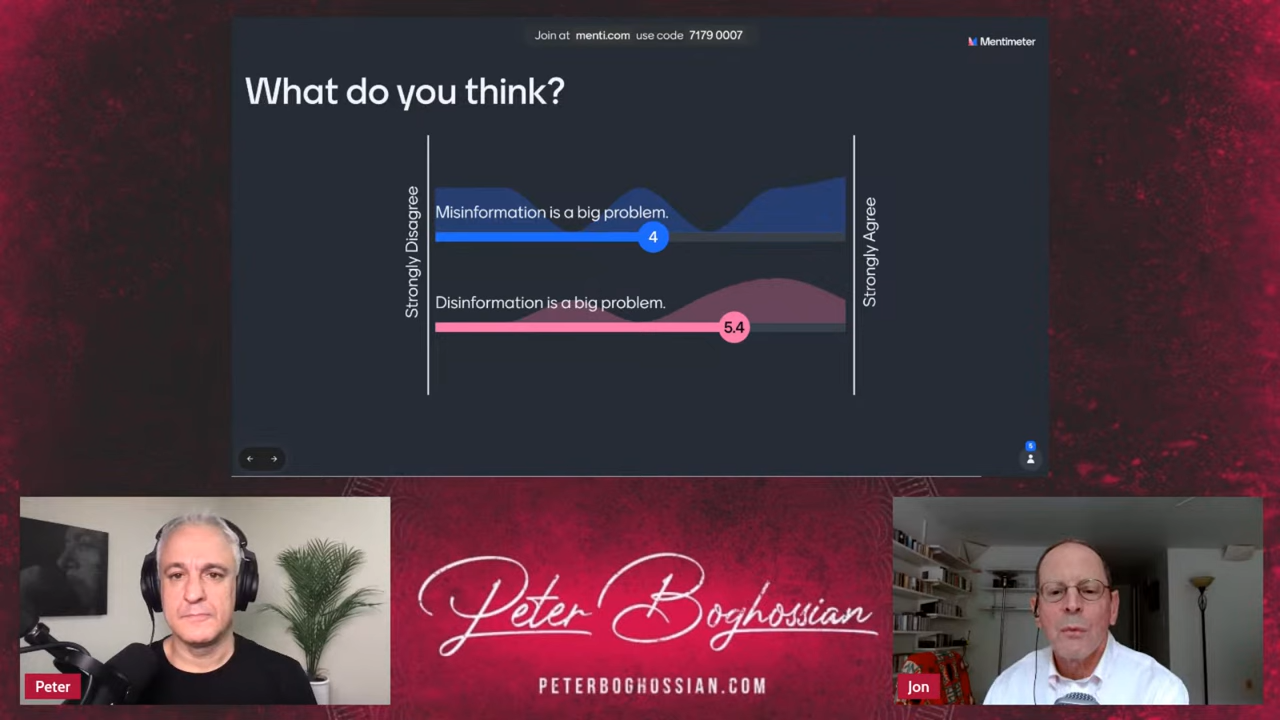 Join at menti.com use code 7179 0007
Mentimeter
What do you think?
Strongly Disagree
Misinformation is a big problem.
4
Disinformation is a big problem.
5.4
Strongly Agree
5
Peter
Peter Boghossian
PETERBOGHOSSIAN.COM
Jon